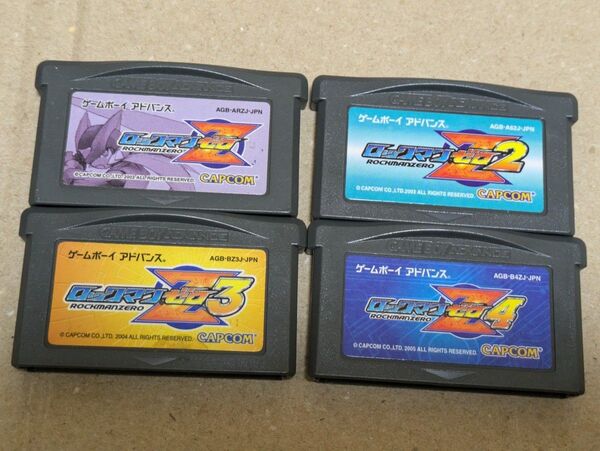 GAME BOY ADVANCE
ゲームボーイ アドバンス
AGB-ARZJ-JPN
ロックマン ゼロ
ROCKMANZERO
© CAPCOM CO.,LTD. 2002 ALL RIGHTS RESERVED.
CAPCOM
GAME BOY ADVANCE
ゲームボーイ アドバンス
AGB-A62J-JPN
ロックマン ゼロ2
ROCKMANZERO
© CAPCOM CO.,LTD. 2003 ALL RIGHTS RESERVED.
CAPCOM
GAME BOY ADVANCE
ゲームボーイ アドバンス
AGB-BZ3J-JPN
ロックマン ゼロ3
ROCKMANZERO
© CAPCOM CO.,LTD. 2004 ALL RIGHTS RESERVED.
CAPCOM
GAME BOY ADVANCE
ゲームボーイ アドバンス
AGB-B4ZJ-JPN
ロックマン ゼロ4
ROCKMANZERO
© CAPCOM CO.,LTD. 2005 ALL RIGHTS RESERVED.
CAPCOM